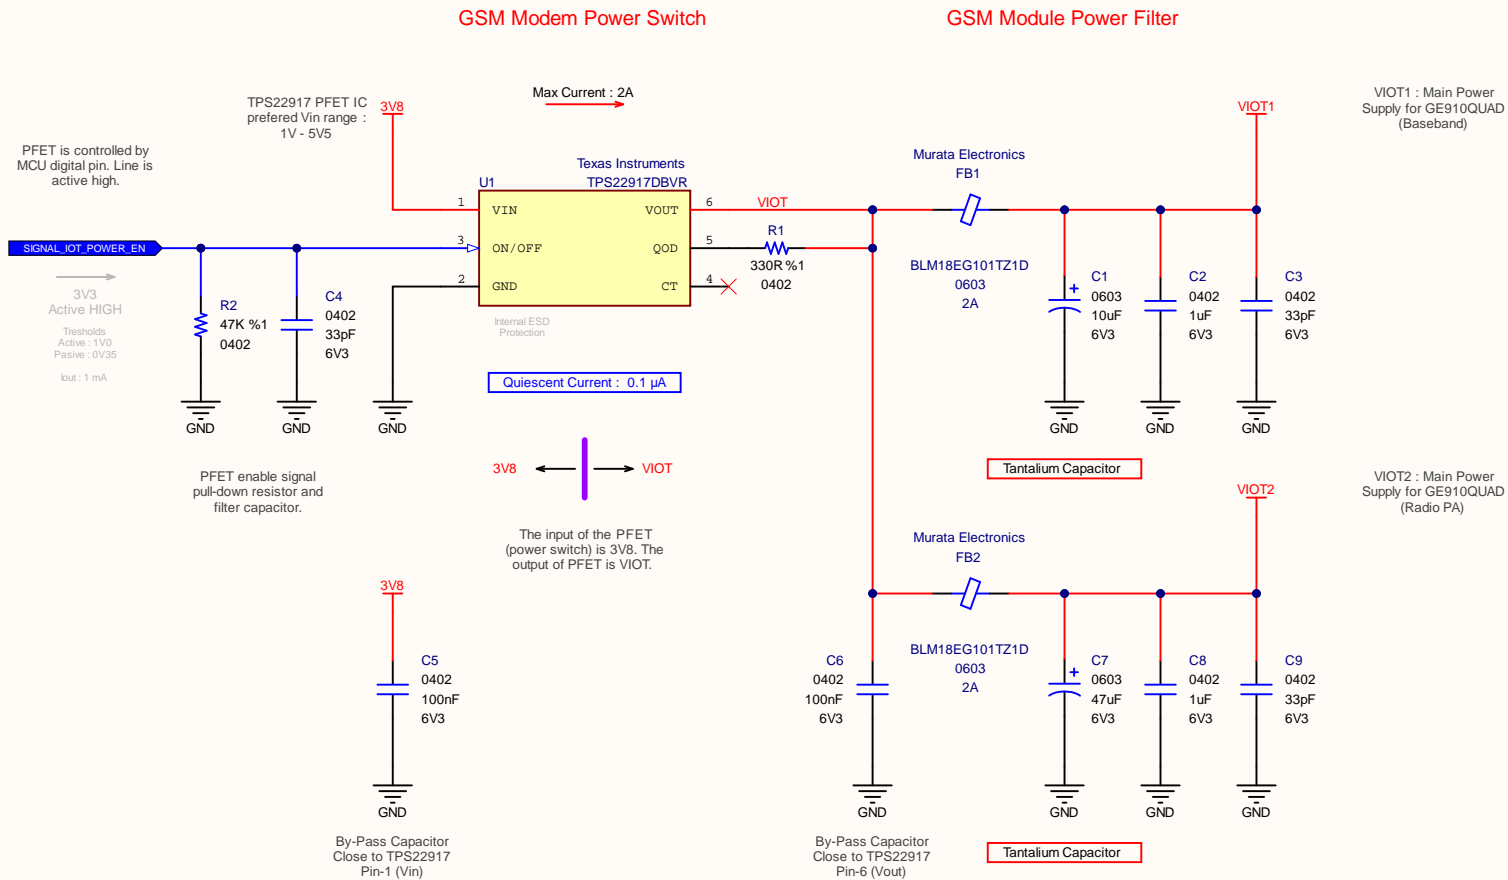 GSM Modem Power Switch
GSM Module Power Filter
TPS22917 PFET IC
prefered Vin range :
1V - 5V5
3V8
Max Current : 2A
VIOT1
VIOT1 : Main Power
Supply for GE910QUAD
(Baseband)
PFET is controlled by
MCU digital pin. Line is
active high.
Texas Instruments
U1
TPS22917DBVR
1
VIN
VOUT
6
VIOT
SIGNAL_IOT_POWER_EN
3
ON/OFF
QOD
5
R1
330R %1
0402
2
GND
CT
4
Murata Electronics
FB1
BLM18EG101TZ1D
0603
2A
+
C1
0603
10uF
6V3
C2
0402
1uF
6V3
C3
0402
33pF
6V3
3V3
Active HIGH
Tresholds
Active : 1V0
Pasive : 0V35
Iout : 1 mA
R2
47K %1
0402
C4
0402
33pF
6V3
Internal ESD
Protection
Quiescent Current : 0.1 µA
GND
GND
GND
GND
GND
GND
PFET enable signal
pull-down resistor and
filter capacitor.
3V8
VIOT
Tantalium Capacitor
The input of the PFET
(power switch) is 3V8. The
output of PFET is VIOT.
VIOT2
VIOT2 : Main Power
Supply for GE910QUAD
(Radio PA)
3V8
Murata Electronics
FB2
BLM18EG101TZ1D
0603
2A
C5
0402
100nF
6V3
C6
0402
100nF
6V3
+
C7
0603
47uF
6V3
C8
0402
1uF
6V3
C9
0402
33pF
6V3
GND
GND
GND
GND
GND
By-Pass Capacitor
Close to TPS22917
Pin-1 (Vin)
By-Pass Capacitor
Close to TPS22917
Pin-6 (Vout)
Tantalium Capacitor